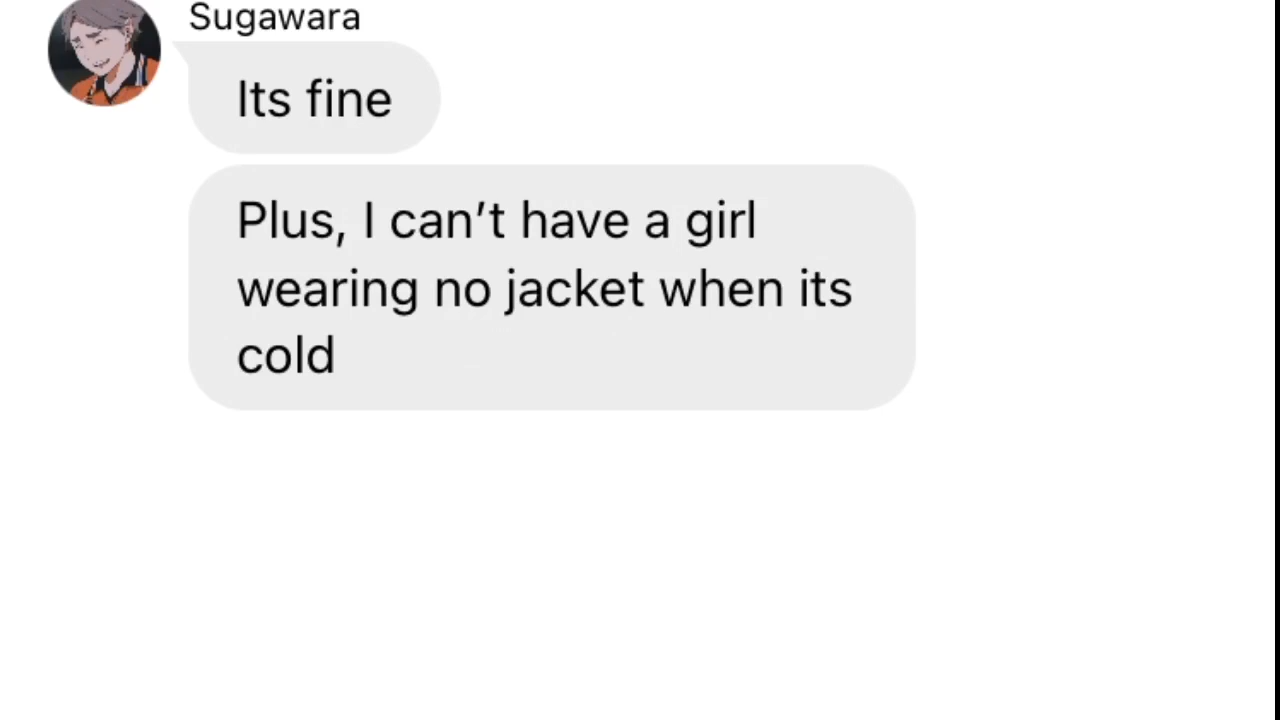 Sugawara
Its fine
Plus, I can’t have a girl
wearing no jacket when its
cold